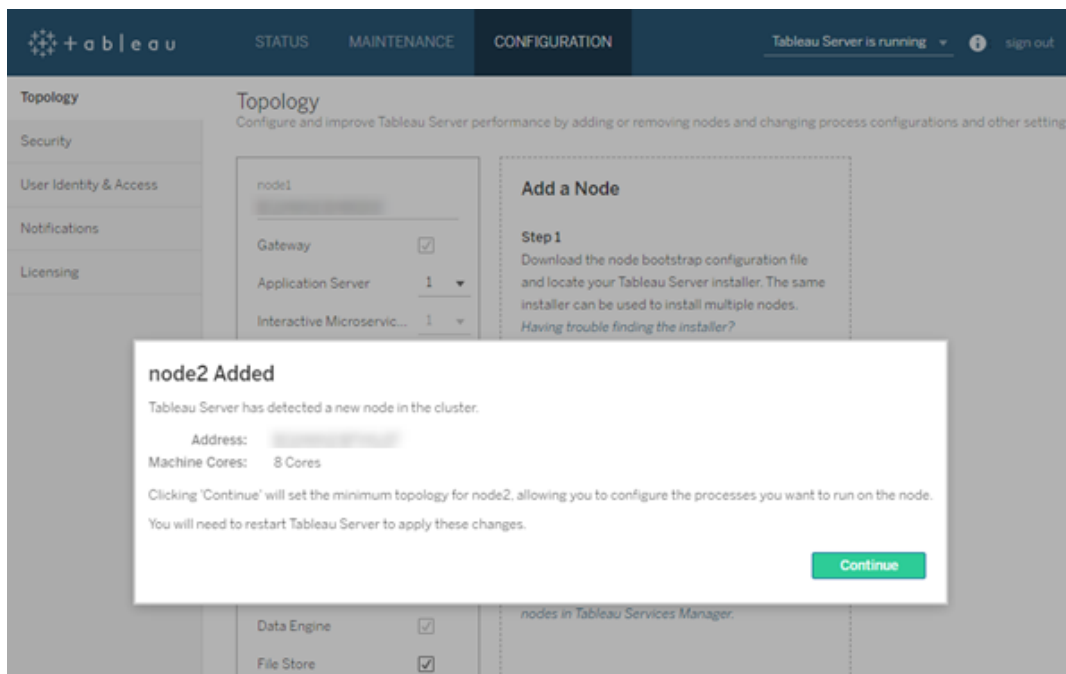 + a b | e a u
STATUS MAINTENANCE CONFIGURATION Tableau Server is running i sign out
Topology
Security
User Identity & Access
Notifications
Licensing
Topology
Configure and improve Tableau Server performance by adding or removing nodes and changing process configurations and other setting
node1
Gateway
Application Server 1
Interactive Microservic... 1
Add a Node
Step 1
Download the node bootstrap configuration file
and locate your Tableau Server installer. The same
installer can be used to install multiple nodes.
Having trouble finding the installer?
node2 Added
Tableau Server has detected a new node in the cluster.
Address:
Machine Cores: 8 Cores
Clicking 'Continue' will set the minimum topology for node2, allowing you to configure the processes you want to run on the node.
You will need to restart Tableau Server to apply these changes.
Continue
Data Engine
File Store
nodes in Tableau Services Manager.